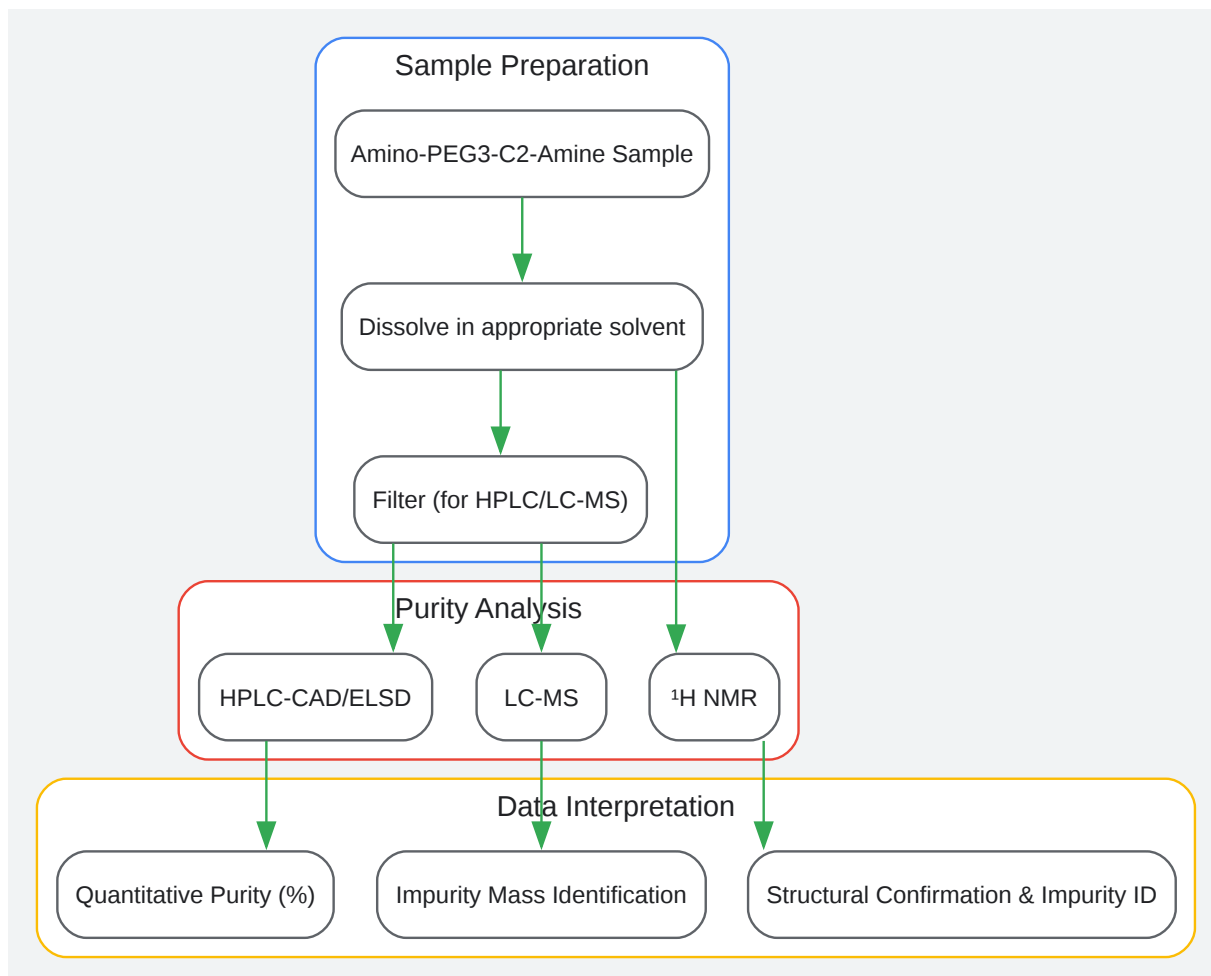 Sample Preparation
Amino-PEG3-C2-Amine Sample
Dissolve in appropriate solvent
Filter (for HPLC/LC-MS)
Purity Analysis
HPLC-CAD/ELSD
LC-MS
¹H NMR
Data Interpretation
Quantitative Purity (%)
Impurity Mass Identification
Structural Confirmation & Impurity ID